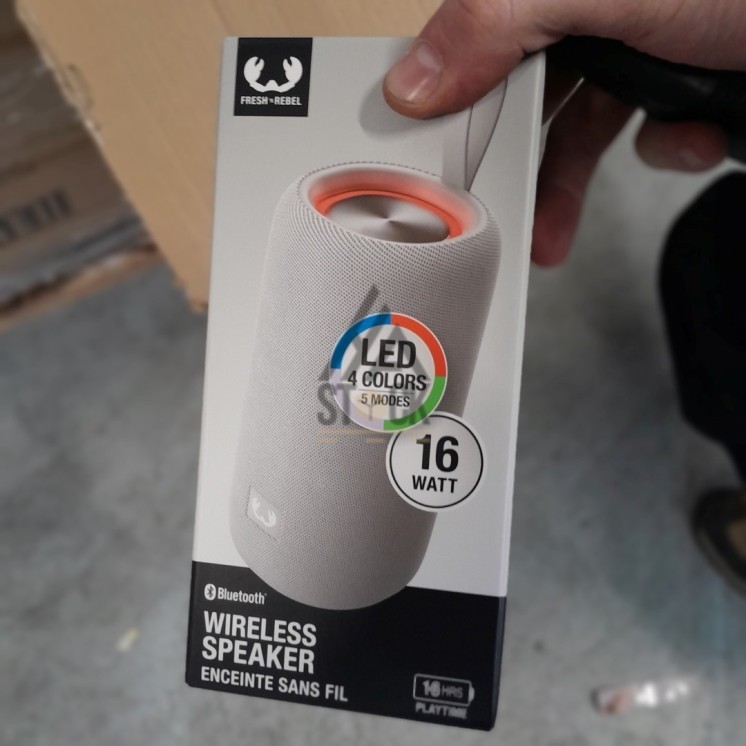 FRESH 'N REBEL
LED
4 COLORS
5 MODES
16
WATT
Bluetooth®
WIRELESS
SPEAKER
ENCEINTE SANS FIL
16 HRS
PLAYTIME